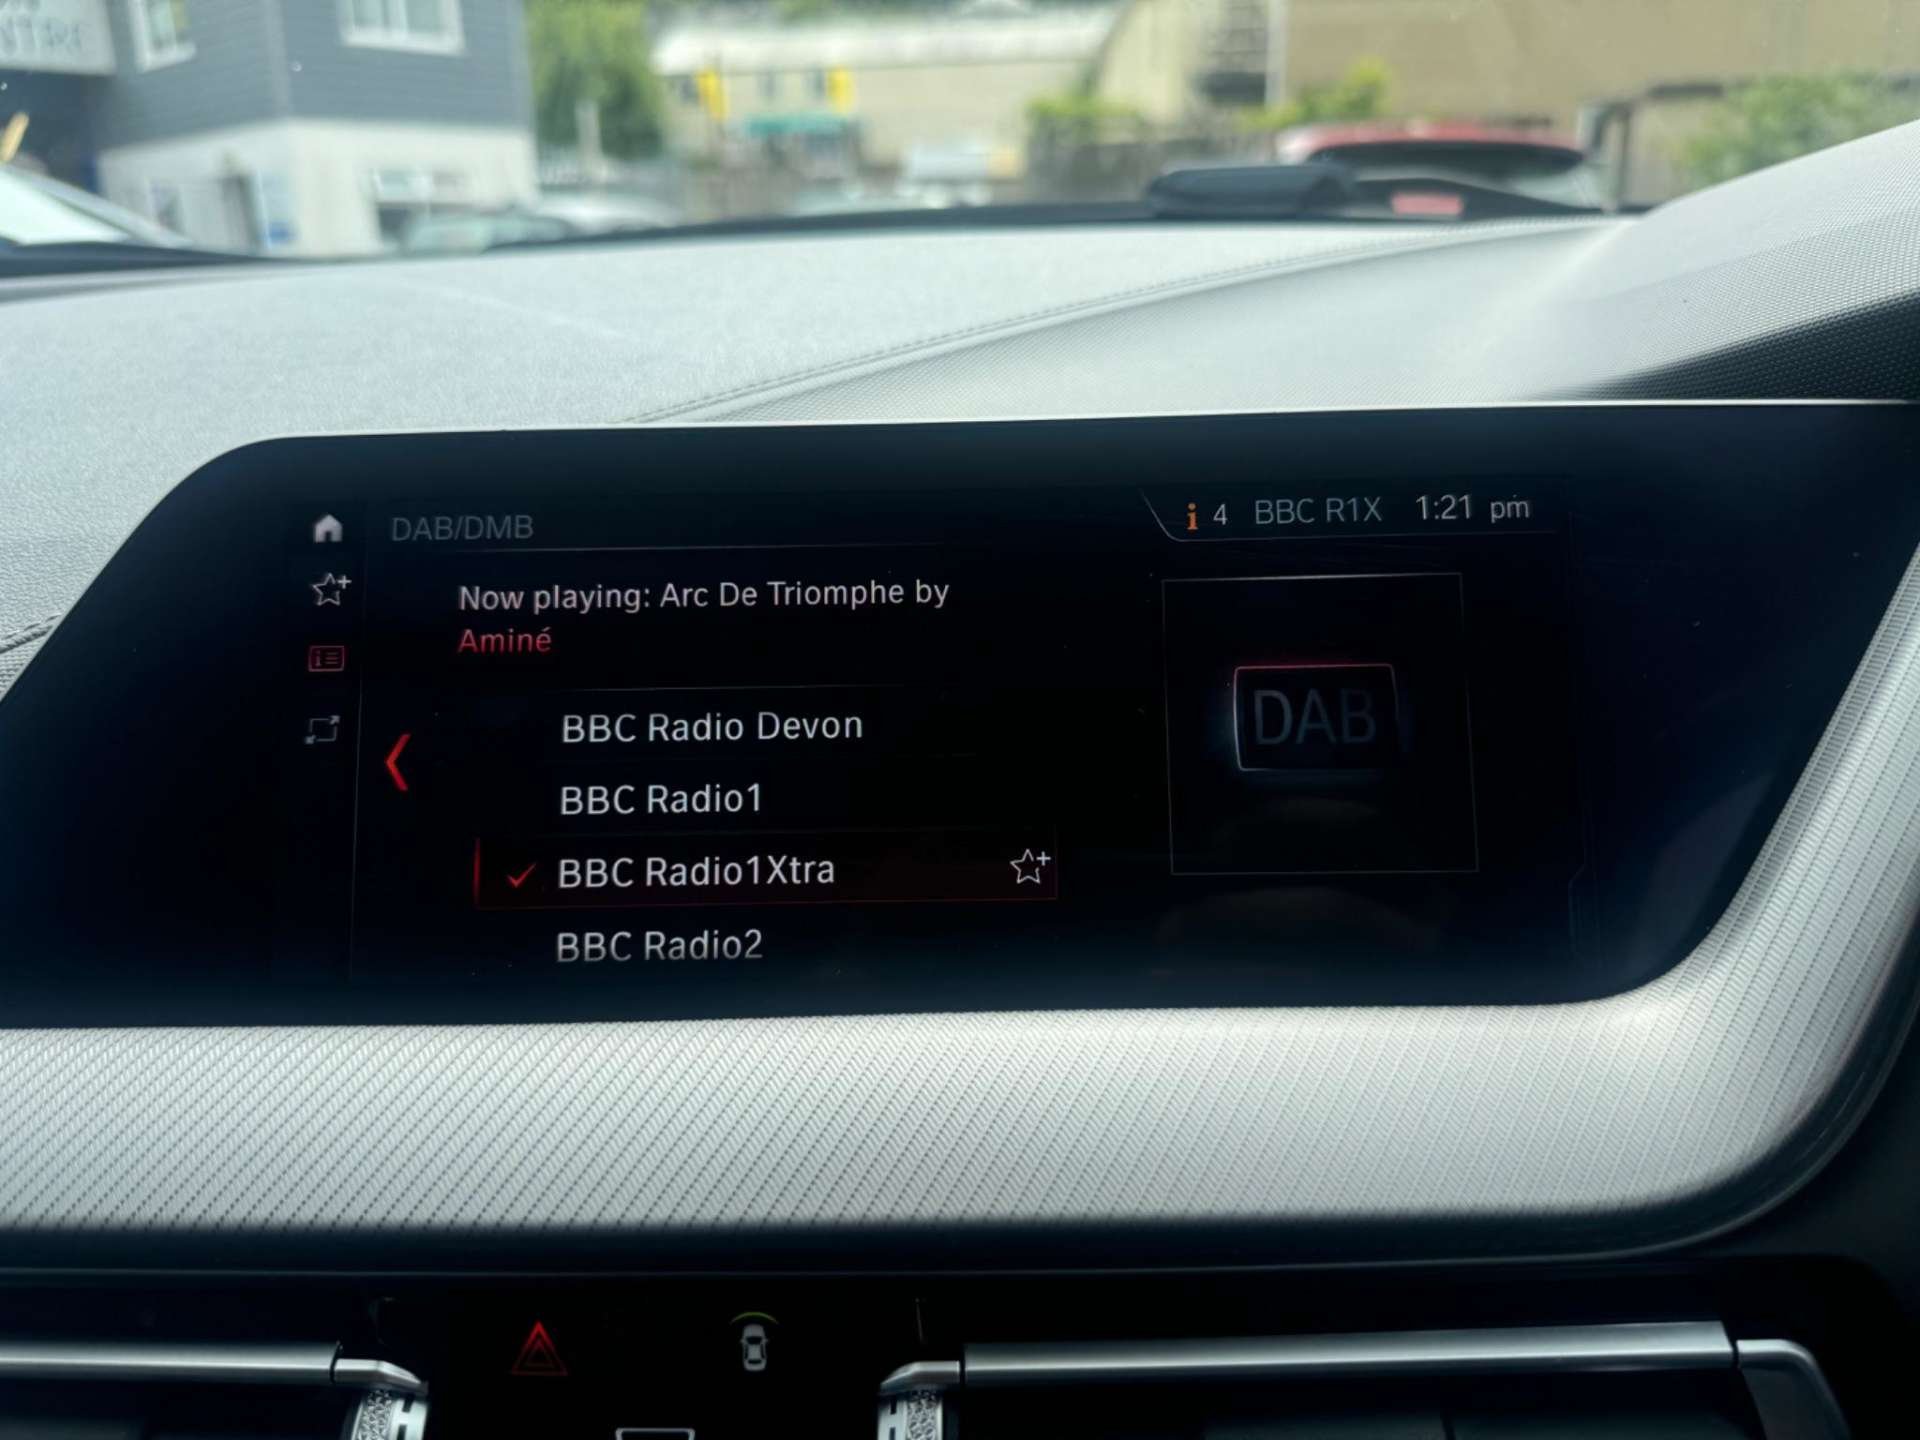 DAB/DMB
i 4 BBC R1X 1:21 pm
Now playing: Arc De Triomphe by
Aminé
DAB
BBC Radio Devon
BBC Radio1
BBC Radio1Xtra
BBC Radio2